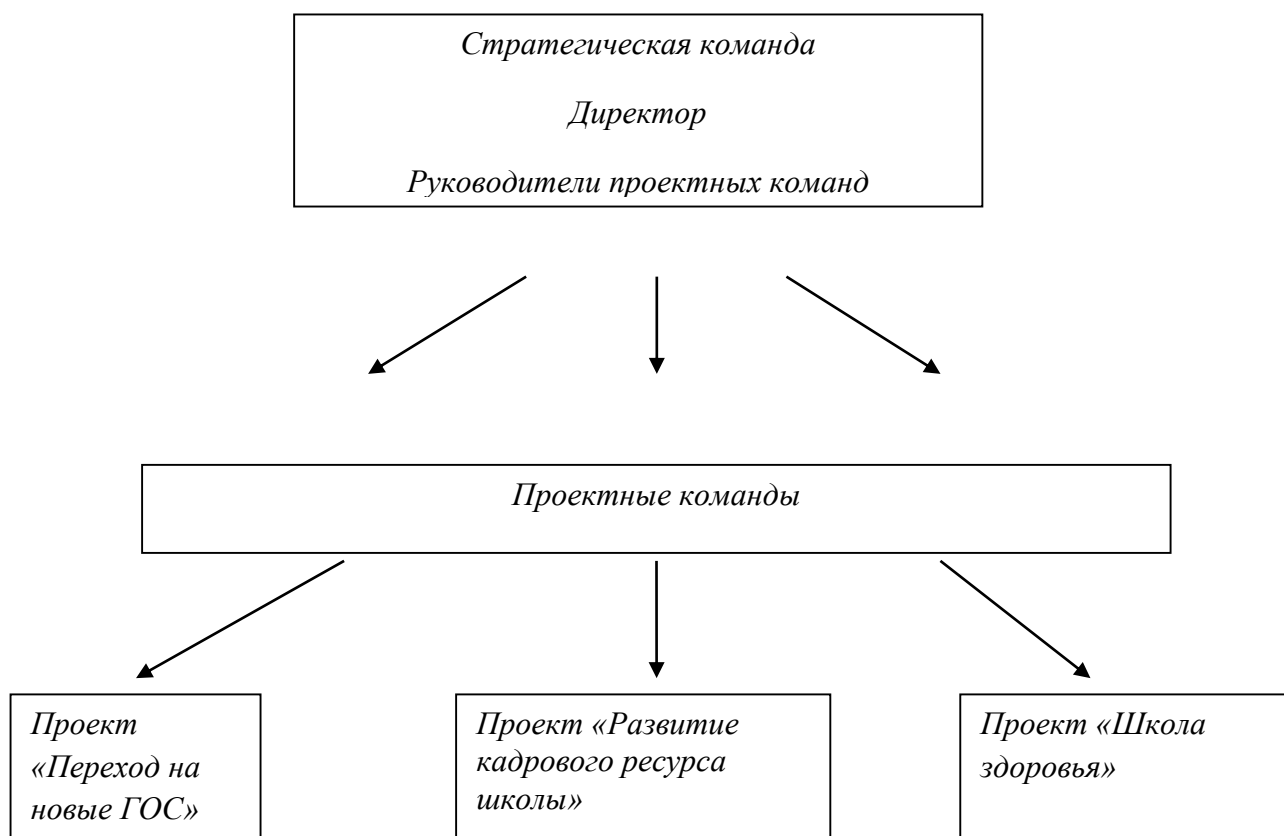 Стратегическая команда
Директор
Руководители проектных команд
Проектные команды
Проект
«Переход на
новые ГОС»
Проект «Развитие
кадрового ресурса
школы»
Проект «Школа
здоровья»